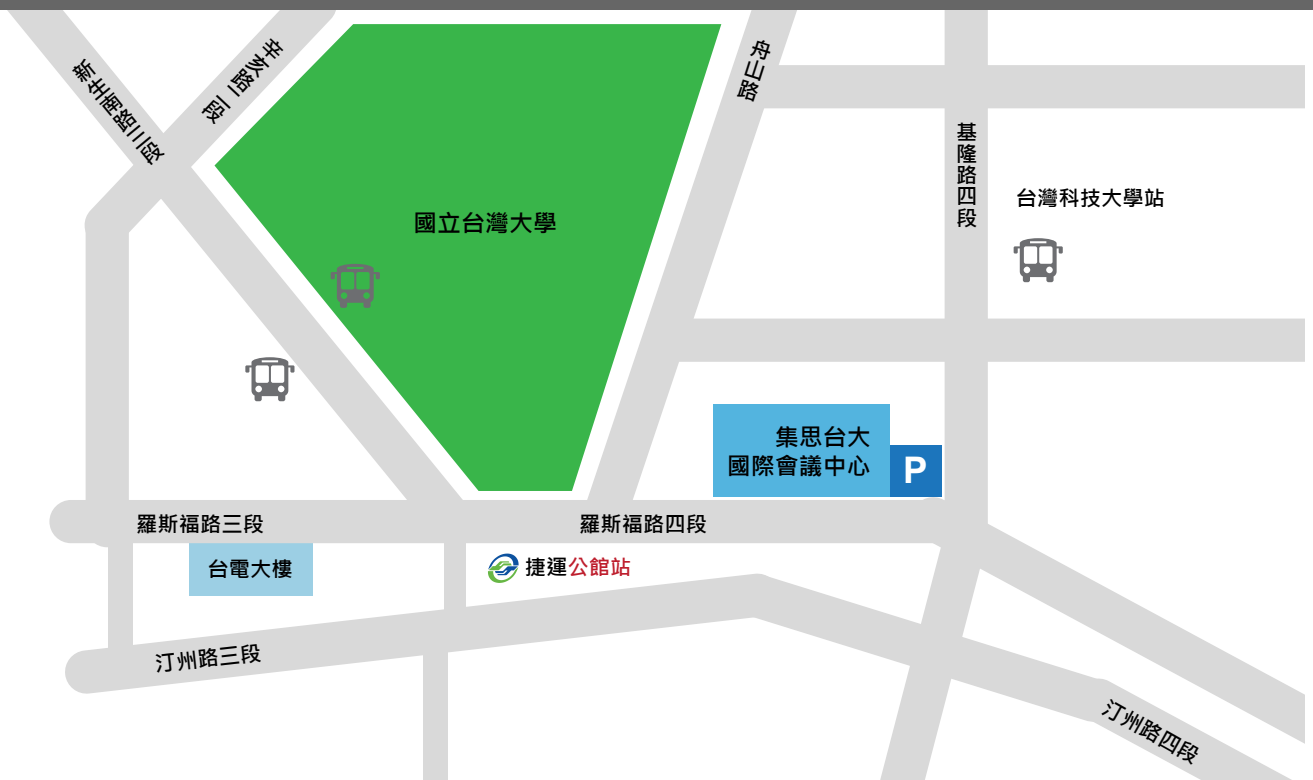 新生南路三段
辛亥路一段
舟山路
基隆路四段
台灣科技大學站
國立台灣大學
集思台大
國際會議中心
P
羅斯福路三段
羅斯福路四段
台電大樓
捷運公館站
汀州路三段
汀州路四段